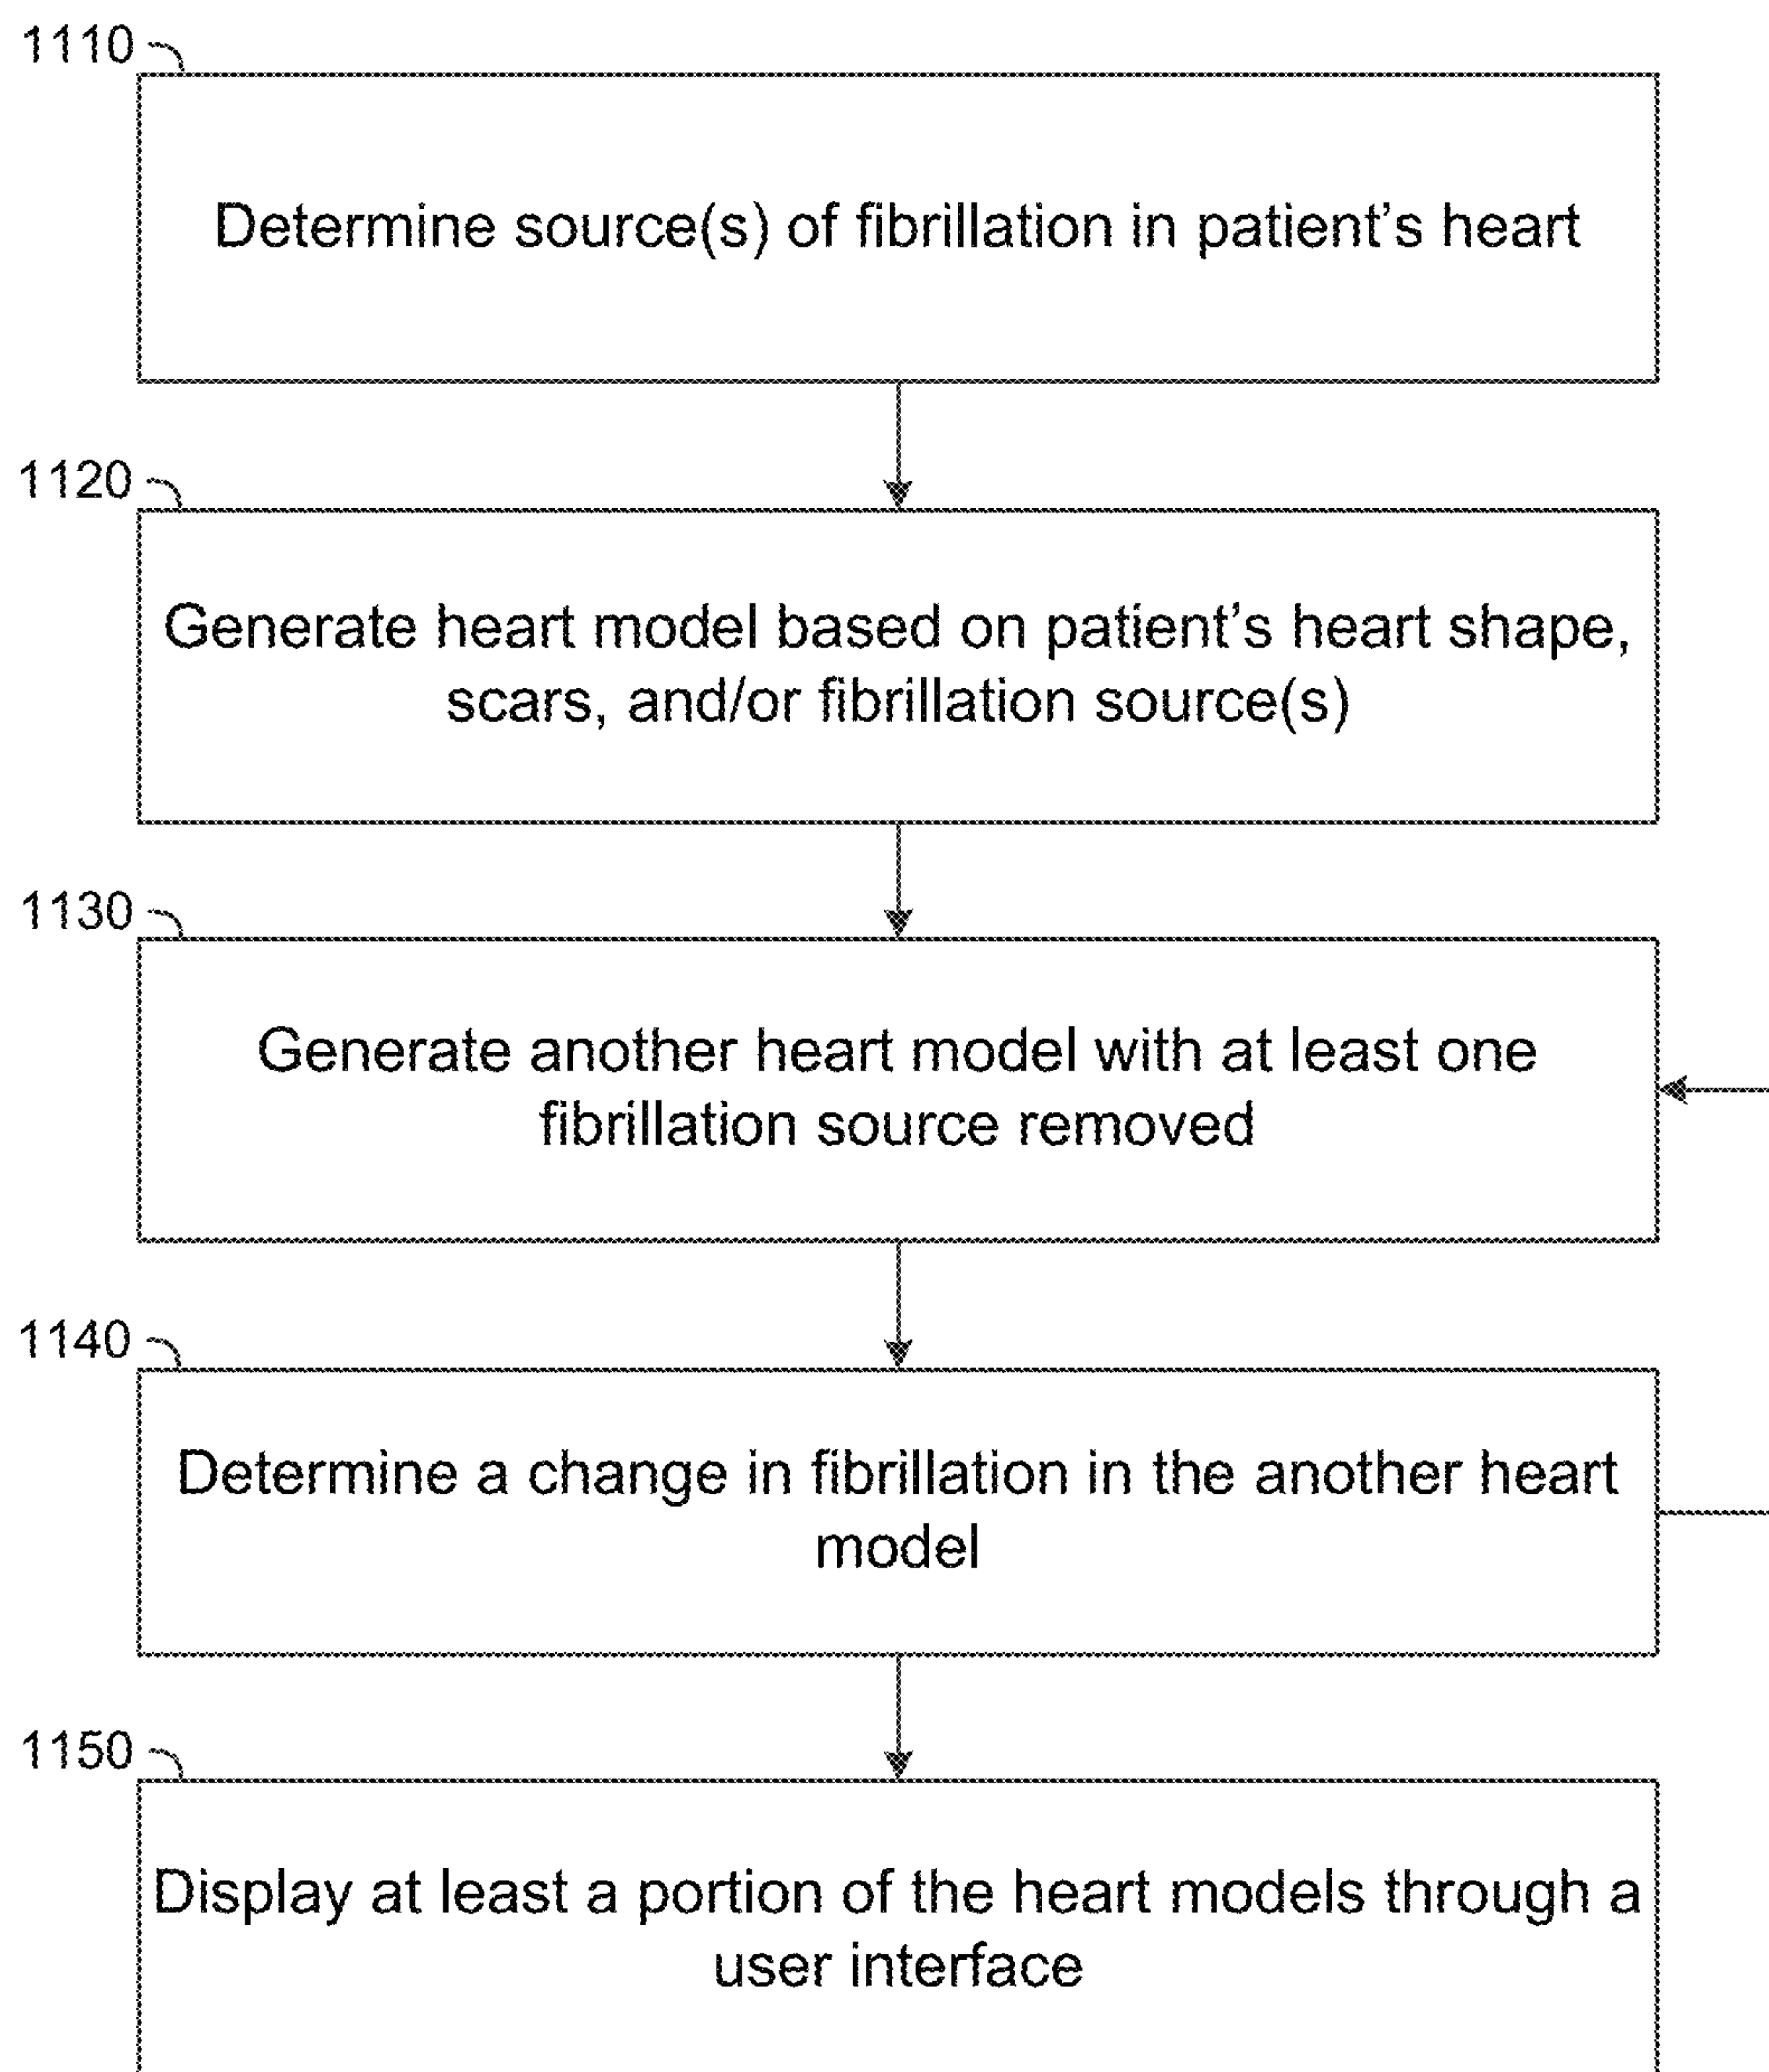 1110
Determine source(s) of fibrillation in patient's heart
1120
Generate heart model based on patient's heart shape,
scars, and/or fibrillation source(s)
1130
Generate another heart model with at least one
fibrillation source removed
1140
Determine a change in fibrillation in the another heart
model
1150
Display at least a portion of the heart models through a
user interface